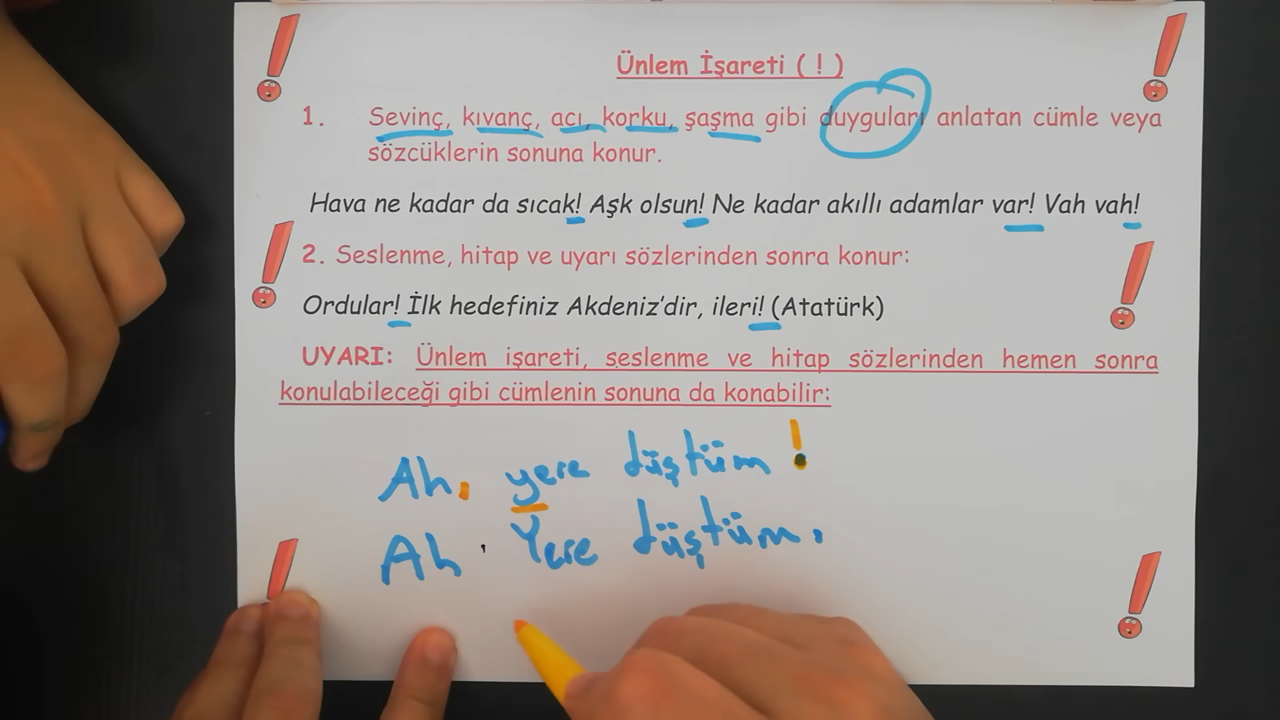 Ünlem İşareti ( ! )
1. Sevinç, kıvanç, acı, korku, şaşma gibi duyguları anlatan cümle veya
sözcüklerin sonuna konur.
Hava ne kadar da sıcak! Aşk olsun! Ne kadar akıllı adamlar var! Vah vah!
2. Seslenme, hitap ve uyarı sözlerinden sonra konur:
Ordular! İlk hedefiniz Akdeniz'dir, ileri! (Atatürk)
UYARI: Ünlem işareti, seslenme ve hitap sözlerinden hemen sonra
konulabileceği gibi cümlenin sonuna da konabilir:
Ah, yere düştüm !
Ah . Yere düştüm.